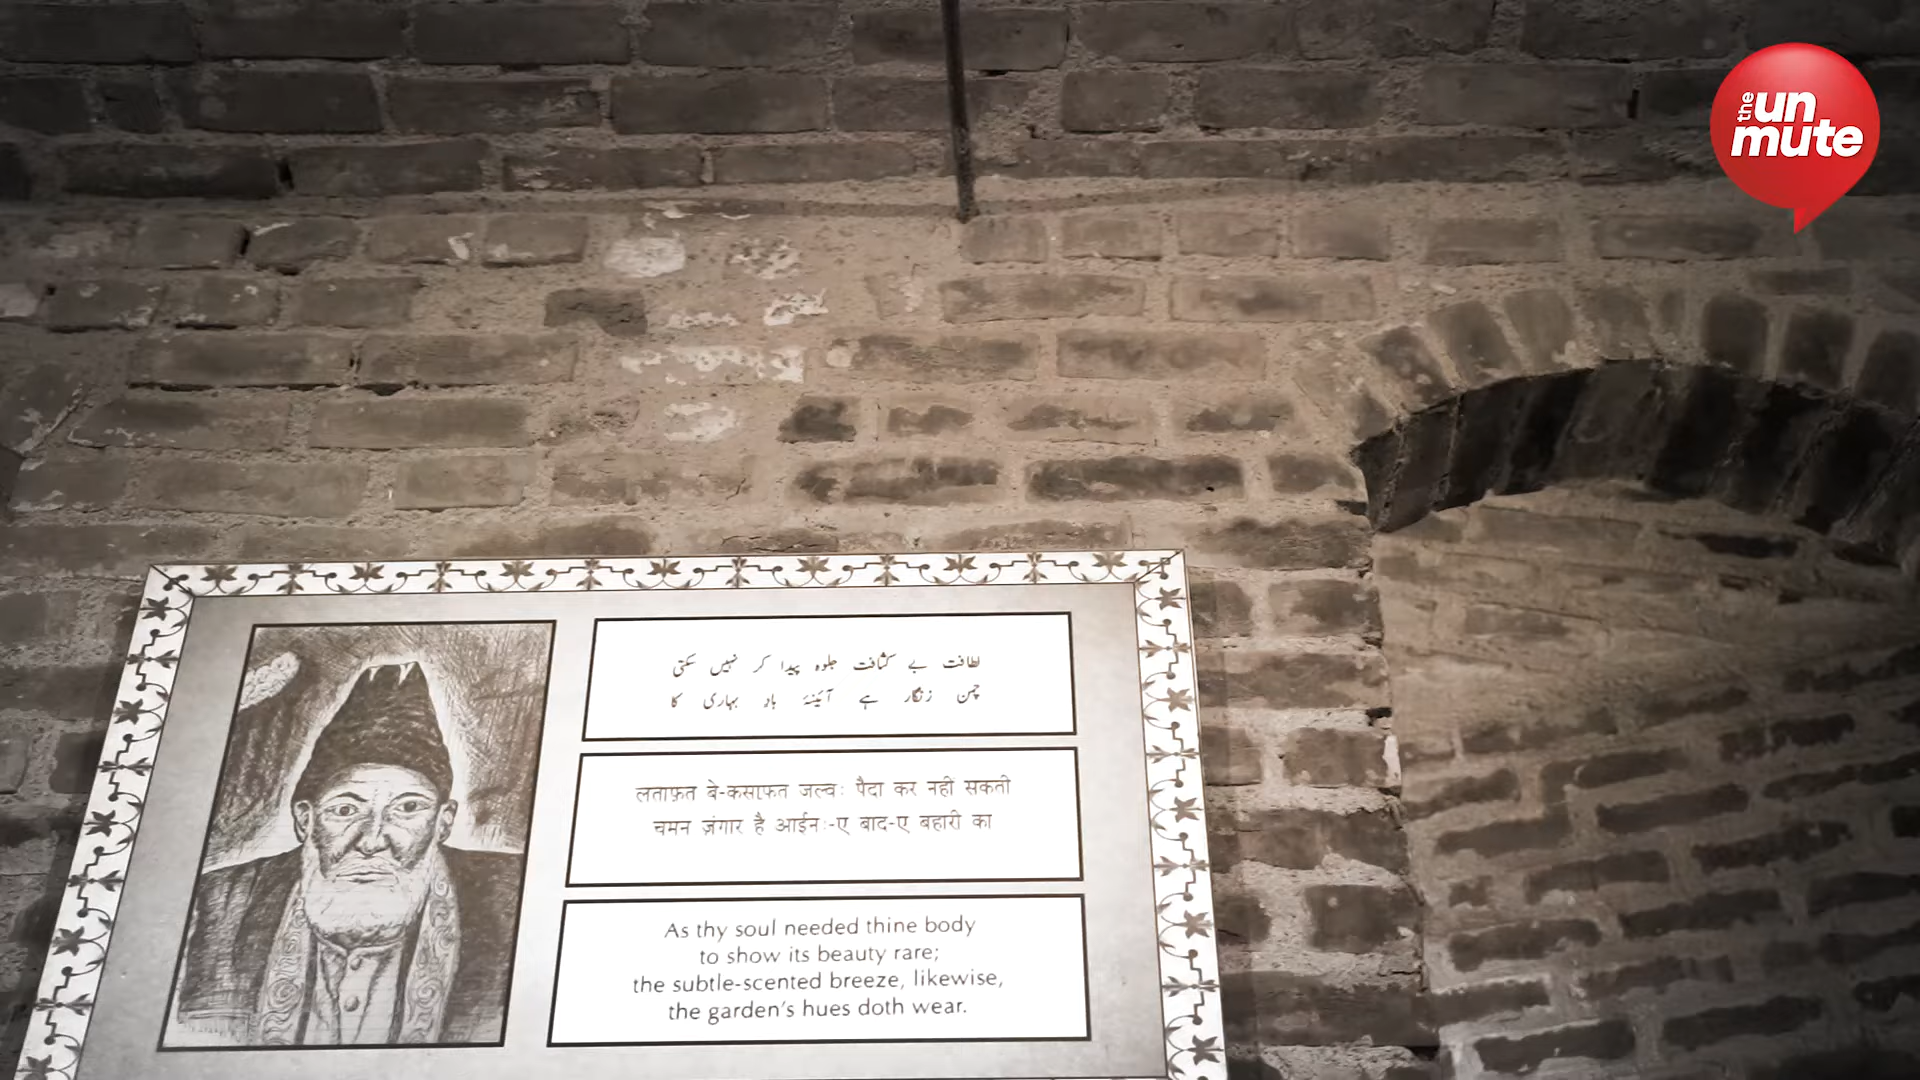 the
un
mute
لطافت بے کثافت جلوہ پیدا کر نہیں سکتی
چمن زنگار ہے آئینۂ باد بہاری کا
लताफ़त बे-कसाफ़त जल्वः पैदा कर नहीं सकती
चमन ज़ंगार है आईनः-ए बाद-ए बहारी का
As thy soul needed thine body
to show its beauty rare;
the subtle-scented breeze, likewise,
the garden's hues doth wear.